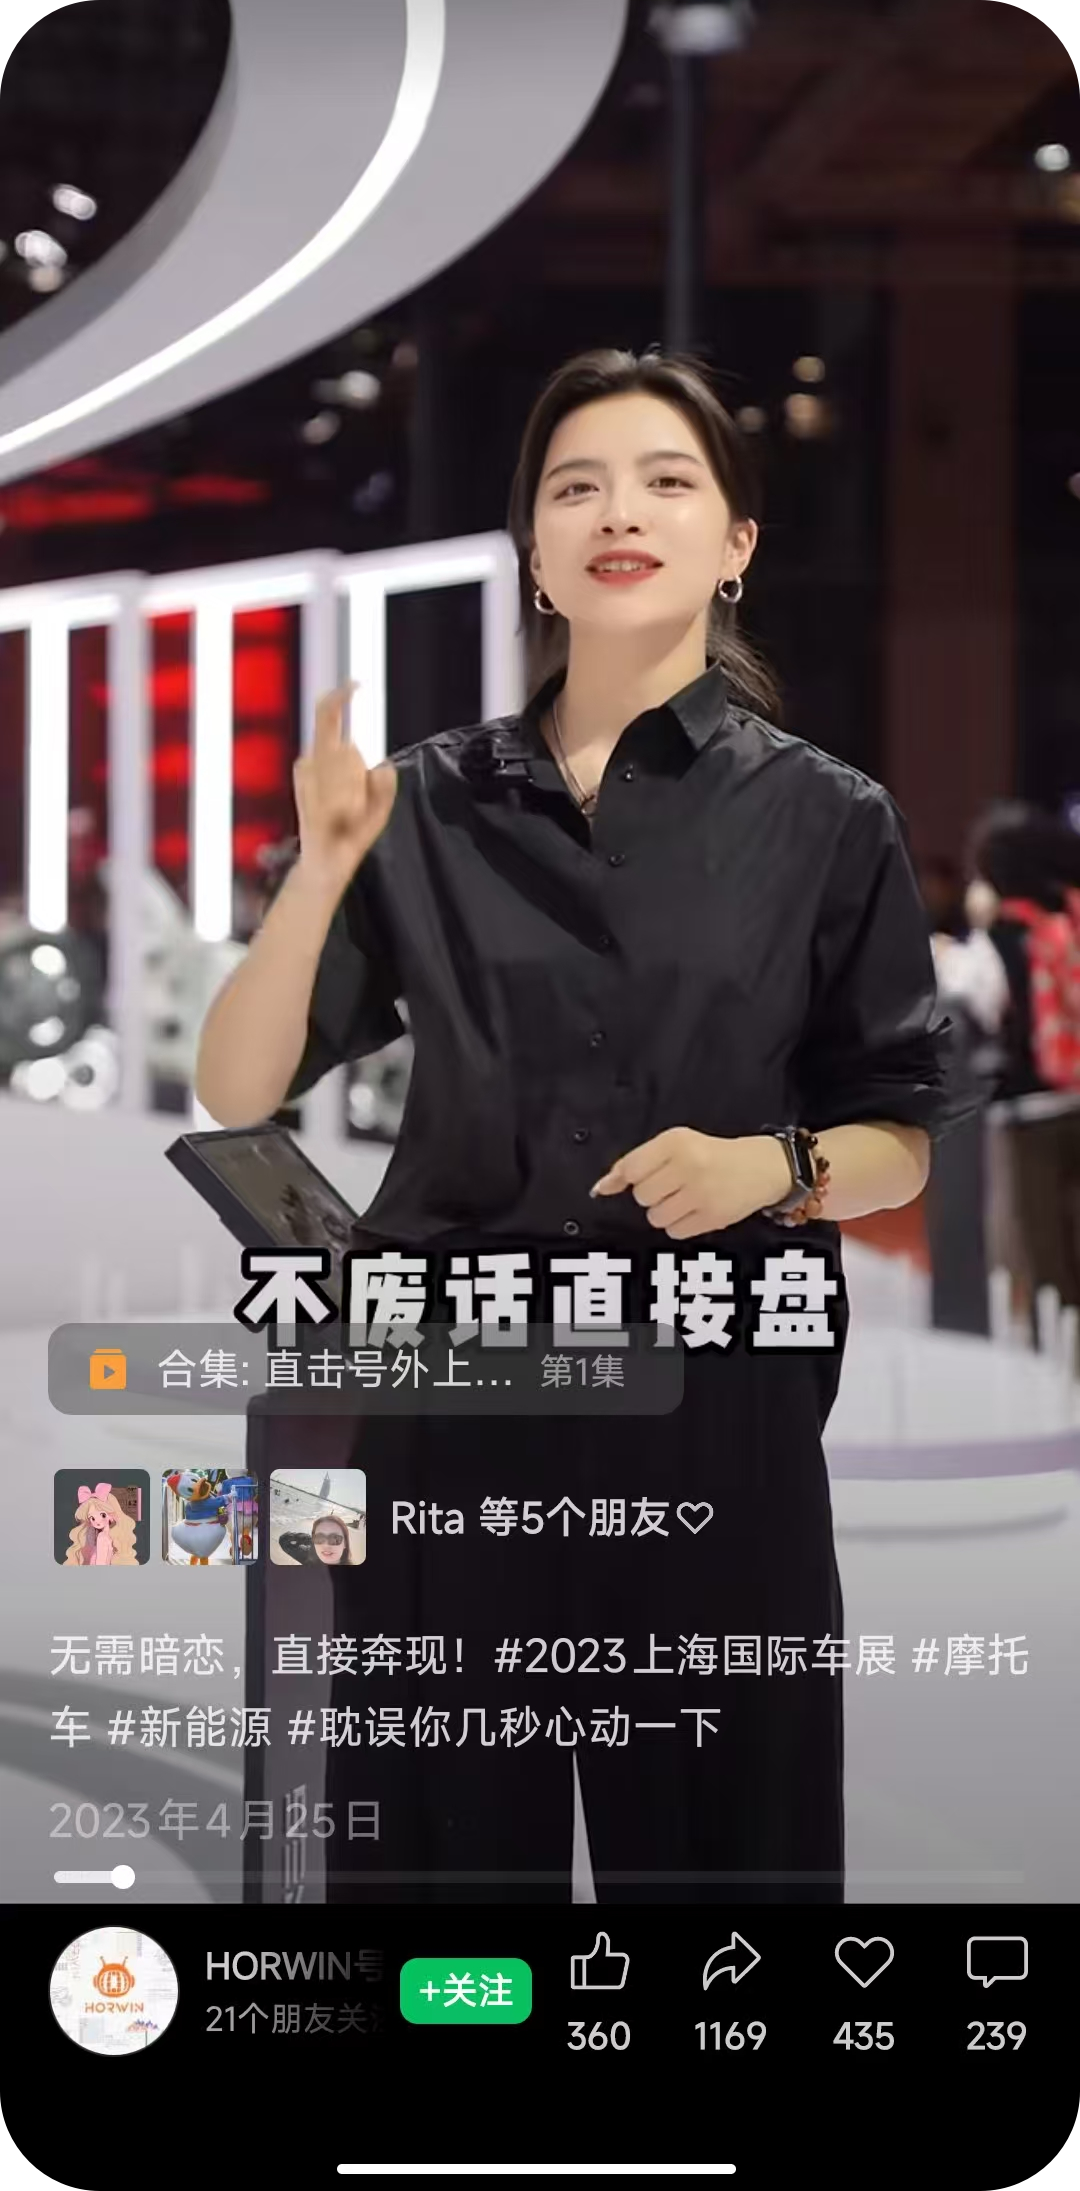 不废话直接盘
合集: 直击号外上... 第1集
Rita 等5个朋友♡
无需暗恋，直接奔现！#2023上海国际车展 #摩托
车 #新能源 #耽误你几秒心动一下
2023年4月25日
HORWIN
HORWIN号
21个朋友关注
+关注
360
1169
435
239